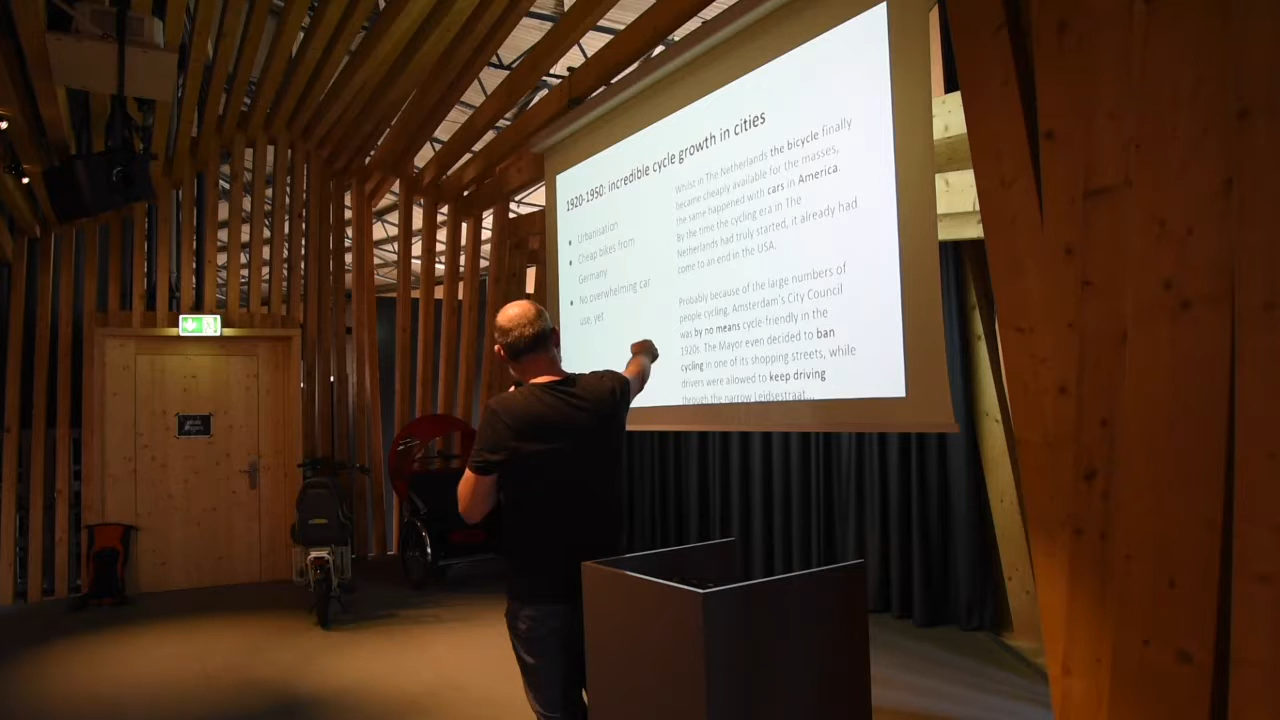 1920-1950: incredible cycle growth in cities
• Urbanisation
• Cheap bikes from
Germany
• No overwhelming car
use, yet
Whilst in The Netherlands the bicycle finally
became cheaply available for the masses,
the same happened with cars in America.
By the time the cycling era in The
Netherlands had truly started, it already had
come to an end in the USA.
Probably because of the large numbers of
people cycling, Amsterdam's City Council
was by no means cycle-friendly in the
1920s. The Mayor even decided to ban
cycling in one of its shopping streets, while
drivers were allowed to keep driving
through the narrow Leidsestraat...